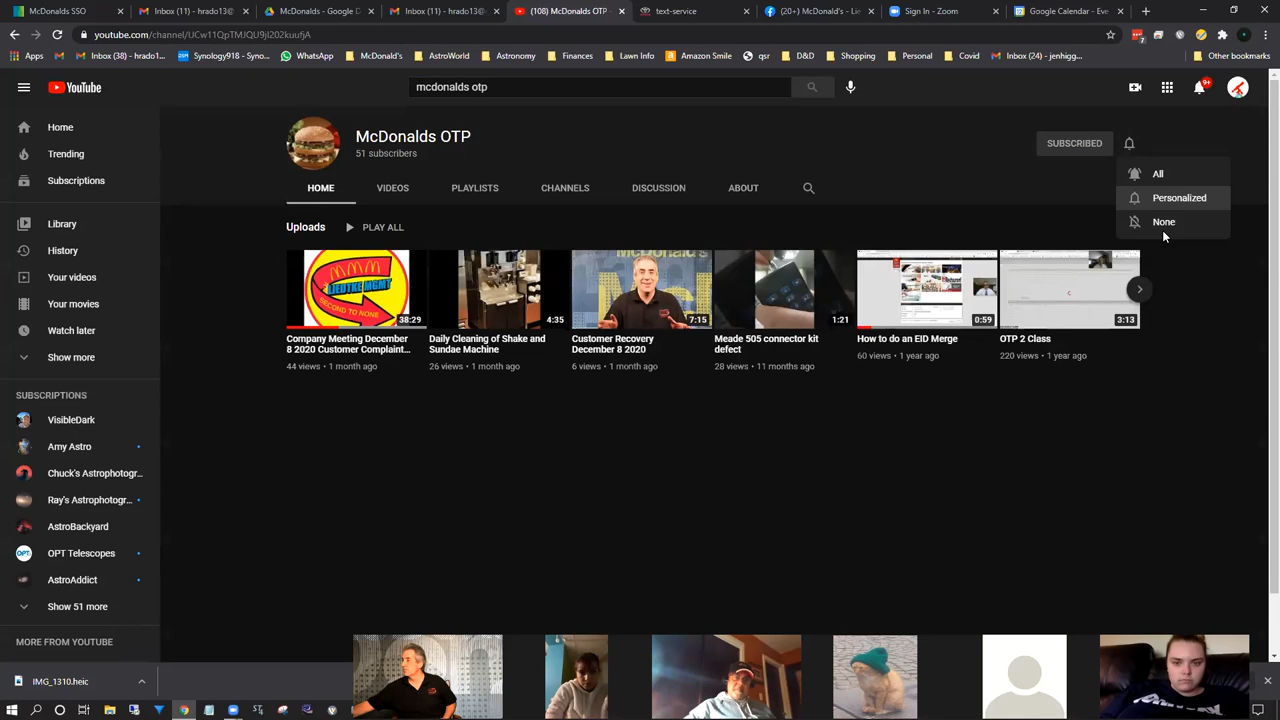 McDonalds SSO
Inbox (11) - hrado13@
McDonalds - Google D
Inbox (11) - hrado13@
(108) McDonalds OTP -
text-service
(20+) McDonald's - Lie
Sign In - Zoom
Google Calendar - Eve
youtube.com/channel/UCw11QpTMJQU9jI202kuufjA
Apps
Inbox (38) - hrado1...
Synology918 - Syno...
WhatsApp
McDonald's
AstroWorld
Astronomy
Finances
Lawn Info
Amazon Smile
qsr
D&D
Shopping
Personal
Covid
Inbox (24) - jenhigg...
Other bookmarks
YouTube
mcdonalds otp
9+
Home
Trending
Subscriptions
Library
History
Your videos
Your movies
Watch later
Show more
SUBSCRIPTIONS
VisibleDark
Amy Astro
Chuck's Astrophotogr...
Ray's Astrophotogr...
AstroBackyard
OPT
OPT Telescopes
AstroAddict
Show 51 more
MORE FROM YOUTUBE
McDonalds OTP
51 subscribers
SUBSCRIBED
All
Personalized
None
HOME
VIDEOS
PLAYLISTS
CHANNELS
DISCUSSION
ABOUT
Uploads
PLAY ALL
LIEDTKE MGMT
SECOND TO NONE
38:29
Company Meeting December
8 2020 Customer Complaint...
44 views • 1 month ago
4:35
Daily Cleaning of Shake and
Sundae Machine
26 views • 1 month ago
7:15
Customer Recovery
December 8 2020
6 views • 1 month ago
1:21
Meade 505 connector kit
defect
28 views • 11 months ago
0:59
How to do an EID Merge
60 views • 1 year ago
3:13
OTP 2 Class
220 views • 1 year ago
IMG_1310.heic